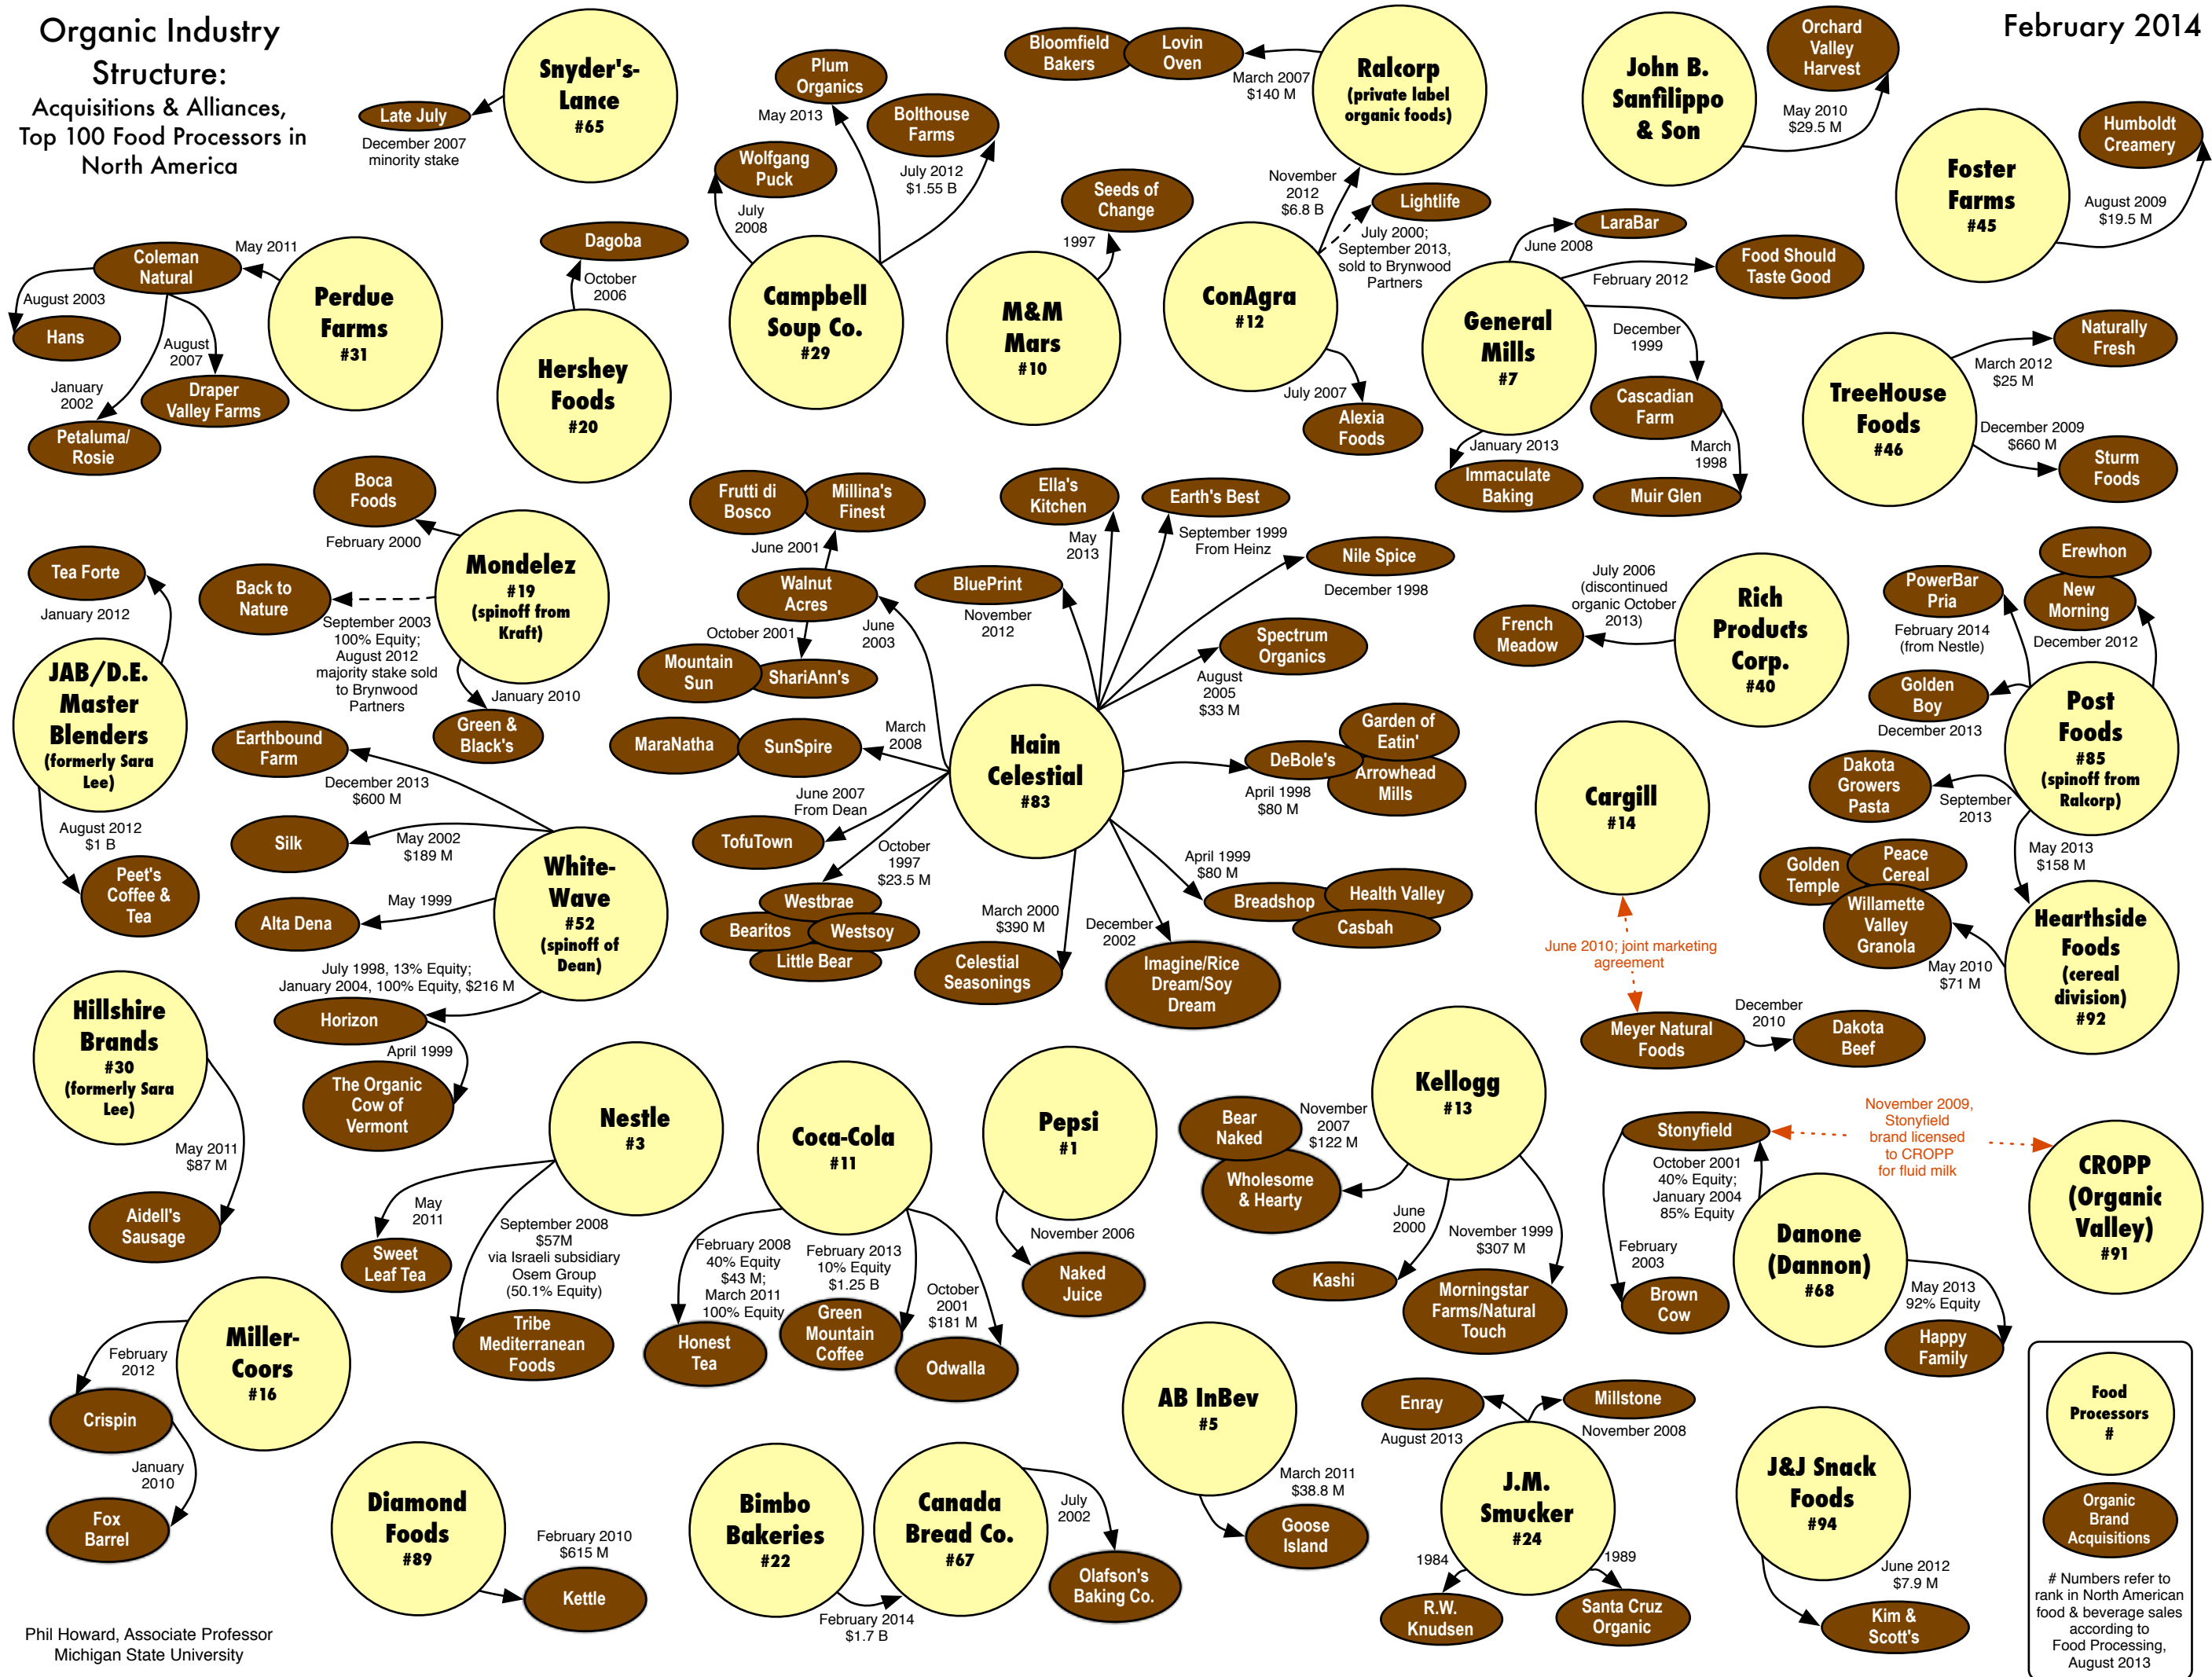 Organic Industry
Structure:
Acquisitions & Alliances,
Top 100 Food Processors in
North America
February 2014
Snyder's-
Lance
#65
Late July
December 2007
minority stake
Plum
Organics
May 2013
Bolthouse
Farms
July 2012
$1.55 B
Wolfgang
Puck
July
2008
Campbell
Soup Co.
#29
Bloomfield
Bakers
Lovin
Oven
March 2007
$140 M
Ralcorp
(private label
organic foods)
John B.
Sanfilippo
& Son
Orchard
Valley
Harvest
May 2010
$29.5 M
Foster
Farms
#45
Humboldt
Creamery
August 2009
$19.5 M
Coleman
Natural
May 2011
Perdue
Farms
#31
August 2003
Hans
August
2007
Draper
Valley Farms
January
2002
Petaluma/
Rosie
Dagoba
October
2006
Hershey
Foods
#20
Seeds of
Change
1997
M&M
Mars
#10
November
2012
$6.8 B
Lightlife
July 2000;
September 2013,
sold to Brynwood
Partners
ConAgra
#12
July 2007
Alexia
Foods
LaraBar
June 2008
Food Should
Taste Good
February 2012
General
Mills
#7
December
1999
Cascadian
Farm
March
1998
Muir Glen
January 2013
Immaculate
Baking
TreeHouse
Foods
#46
Naturally
Fresh
March 2012
$25 M
December 2009
$660 M
Sturm
Foods
Boca
Foods
February 2000
Mondelez
#19
(spinoff from
Kraft)
Back to
Nature
September 2003
100% Equity;
August 2012
majority stake sold
to Brynwood
Partners
January 2010
Green &
Black's
Tea Forte
January 2012
JAB/D.E.
Master
Blenders
(formerly Sara
Lee)
August 2012
$1 B
Peet's
Coffee &
Tea
Frutti di
Bosco
Millina's
Finest
June 2001
Walnut
Acres
October 2001
Mountain
Sun
ShariAnn's
June
2003
MaraNatha
SunSpire
March
2008
June 2007
From Dean
TofuTown
October
1997
$23.5 M
Westbrae
Bearitos
Westsoy
Little Bear
Hain
Celestial
#83
BluePrint
November
2012
Ella's
Kitchen
May
2013
Earth's Best
September 1999
From Heinz
Nile Spice
December 1998
Spectrum
Organics
August
2005
$33 M
Garden of
Eatin'
DeBole's
Arrowhead
Mills
April 1998
$80 M
April 1999
$80 M
Breadshop
Health Valley
Casbah
March 2000
$390 M
Celestial
Seasonings
December
2002
Imagine/Rice
Dream/Soy
Dream
July 2006
(discontinued
organic October
2013)
French
Meadow
Rich
Products
Corp.
#40
Erewhon
New
Morning
December 2012
PowerBar
Pria
February 2014
(from Nestle)
Golden
Boy
December 2013
Post
Foods
#85
(spinoff from
Ralcorp)
Dakota
Growers
Pasta
September
2013
May 2013
$158 M
Golden
Temple
Peace
Cereal
Willamette
Valley
Granola
May 2010
$71 M
Hearthside
Foods
(cereal
division)
#92
Cargill
#14
June 2010; joint marketing
agreement
Meyer Natural
Foods
December
2010
Dakota
Beef
Earthbound
Farm
December 2013
$600 M
Silk
May 2002
$189 M
Alta Dena
May 1999
White-
Wave
#52
(spinoff of
Dean)
July 1998, 13% Equity;
January 2004, 100% Equity, $216 M
Horizon
April 1999
The Organic
Cow of
Vermont
Hillshire
Brands
#30
(formerly Sara
Lee)
May 2011
$87 M
Aidell's
Sausage
Nestle
#3
May
2011
Sweet
Leaf Tea
September 2008
$57M
via Israeli subsidiary
Osem Group
(50.1% Equity)
Tribe
Mediterranean
Foods
Coca-Cola
#11
February 2008
40% Equity
$43 M;
March 2011
100% Equity
Honest
Tea
February 2013
10% Equity
$1.25 B
Green
Mountain
Coffee
October
2001
$181 M
Odwalla
Pepsi
#1
November 2006
Naked
Juice
Kellogg
#13
Bear
Naked
November
2007
$122 M
Wholesome
& Hearty
June
2000
Kashi
November 1999
$307 M
Morningstar
Farms/Natural
Touch
Stonyfield
October 2001
40% Equity;
January 2004
85% Equity
November 2009,
Stonyfield
brand licensed
to CROPP
for fluid milk
CROPP
(Organic
Valley)
#91
February
2003
Brown
Cow
Danone
(Dannon)
#68
May 2013
92% Equity
Happy
Family
Miller-
Coors
#16
February
2012
Crispin
January
2010
Fox
Barrel
Diamond
Foods
#89
February 2010
$615 M
Kettle
Bimbo
Bakeries
#22
February 2014
$1.7 B
Canada
Bread Co.
#67
July
2002
Olafson's
Baking Co.
AB InBev
#5
March 2011
$38.8 M
Goose
Island
Enray
August 2013
Millstone
November 2008
J.M.
Smucker
#24
1984
R.W.
Knudsen
1989
Santa Cruz
Organic
J&J Snack
Foods
#94
June 2012
$7.9 M
Kim &
Scott's
Food
Processors
#
Organic
Brand
Acquisitions
# Numbers refer to
rank in North American
food & beverage sales
according to
Food Processing,
August 2013
Phil Howard, Associate Professor
Michigan State University